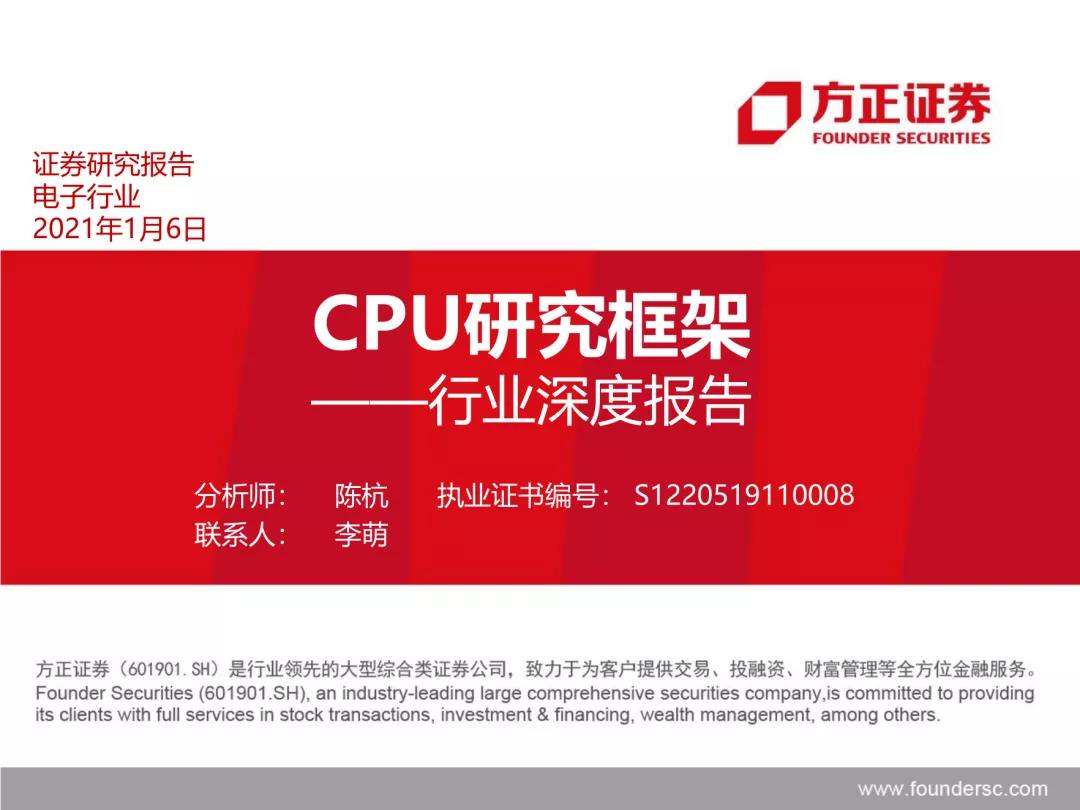 方正证券
FOUNDER SECURITIES
证券研究报告
电子行业
2021年1月6日
CPU研究框架
——行业深度报告
分析师： 陈杭 执业证书编号： S1220519110008
联系人： 李萌
方正证券（601901.SH）是行业领先的大型综合类证券公司，致力于为客户提供交易、投融资、财富管理等全方位金融服务。
Founder Securities (601901.SH), an industry-leading large comprehensive securities company,is committed to providing
its clients with full services in stock transactions, investment & financing, wealth management, among others.
www.foundersc.com